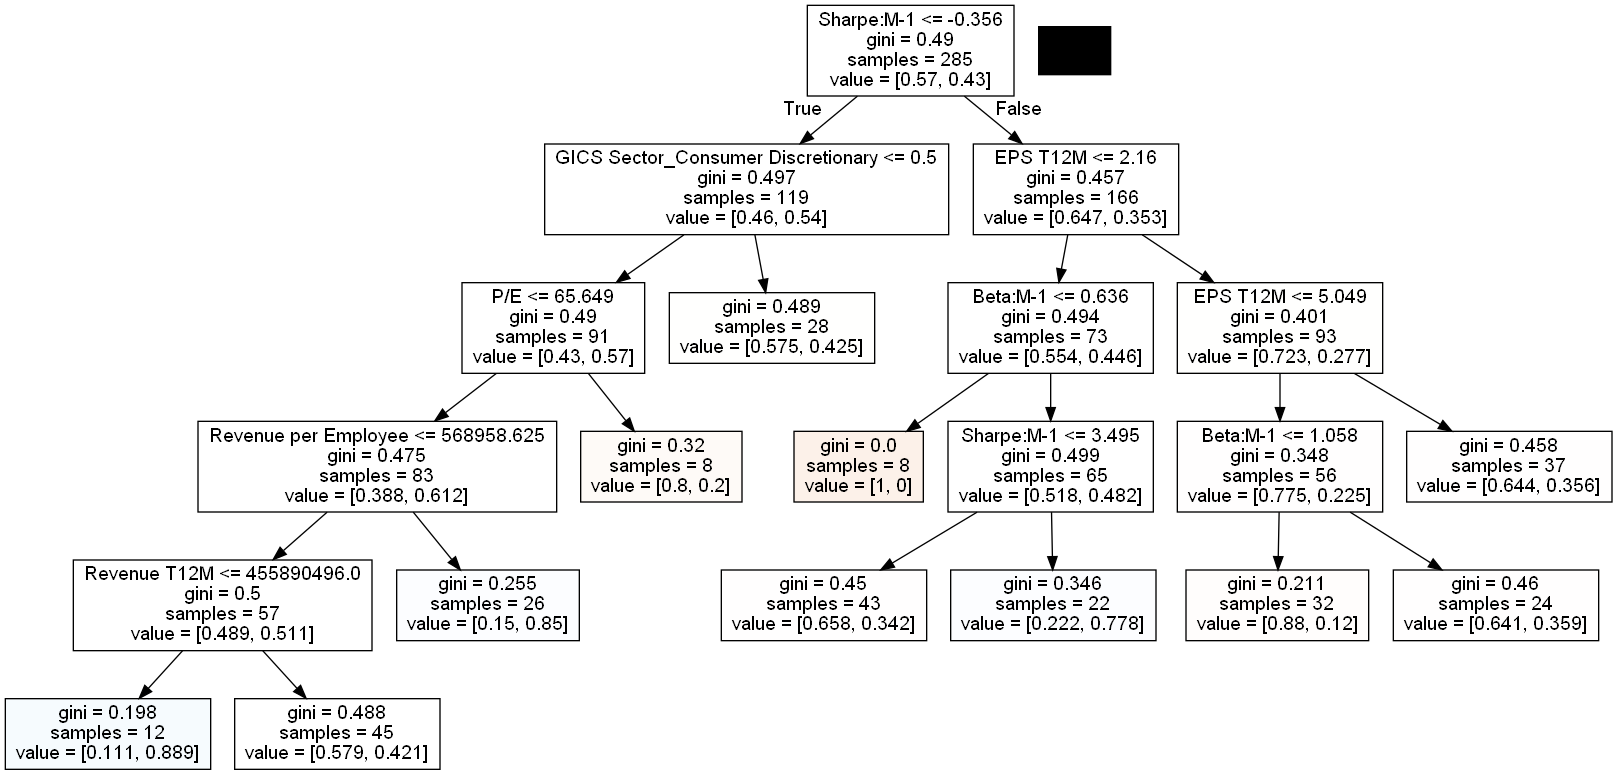 Sharpe:M-1 <= -0.356
gini = 0.49
samples = 285
value = [0.57, 0.43]
True
False
GICS Sector_Consumer Discretionary <= 0.5
gini = 0.497
samples = 119
value = [0.46, 0.54]
EPS T12M <= 2.16
gini = 0.457
samples = 166
value = [0.647, 0.353]
P/E <= 65.649
gini = 0.49
samples = 91
value = [0.43, 0.57]
gini = 0.489
samples = 28
value = [0.575, 0.425]
Beta:M-1 <= 0.636
gini = 0.494
samples = 73
value = [0.554, 0.446]
EPS T12M <= 5.049
gini = 0.401
samples = 93
value = [0.723, 0.277]
Revenue per Employee <= 568958.625
gini = 0.475
samples = 83
value = [0.388, 0.612]
gini = 0.32
samples = 8
value = [0.8, 0.2]
gini = 0.0
samples = 8
value = [1, 0]
Sharpe:M-1 <= 3.495
gini = 0.499
samples = 65
value = [0.518, 0.482]
Beta:M-1 <= 1.058
gini = 0.348
samples = 56
value = [0.775, 0.225]
gini = 0.458
samples = 37
value = [0.644, 0.356]
Revenue T12M <= 455890496.0
gini = 0.5
samples = 57
value = [0.489, 0.511]
gini = 0.255
samples = 26
value = [0.15, 0.85]
gini = 0.45
samples = 43
value = [0.658, 0.342]
gini = 0.346
samples = 22
value = [0.222, 0.778]
gini = 0.211
samples = 32
value = [0.88, 0.12]
gini = 0.46
samples = 24
value = [0.641, 0.359]
gini = 0.198
samples = 12
value = [0.111, 0.889]
gini = 0.488
samples = 45
value = [0.579, 0.421]